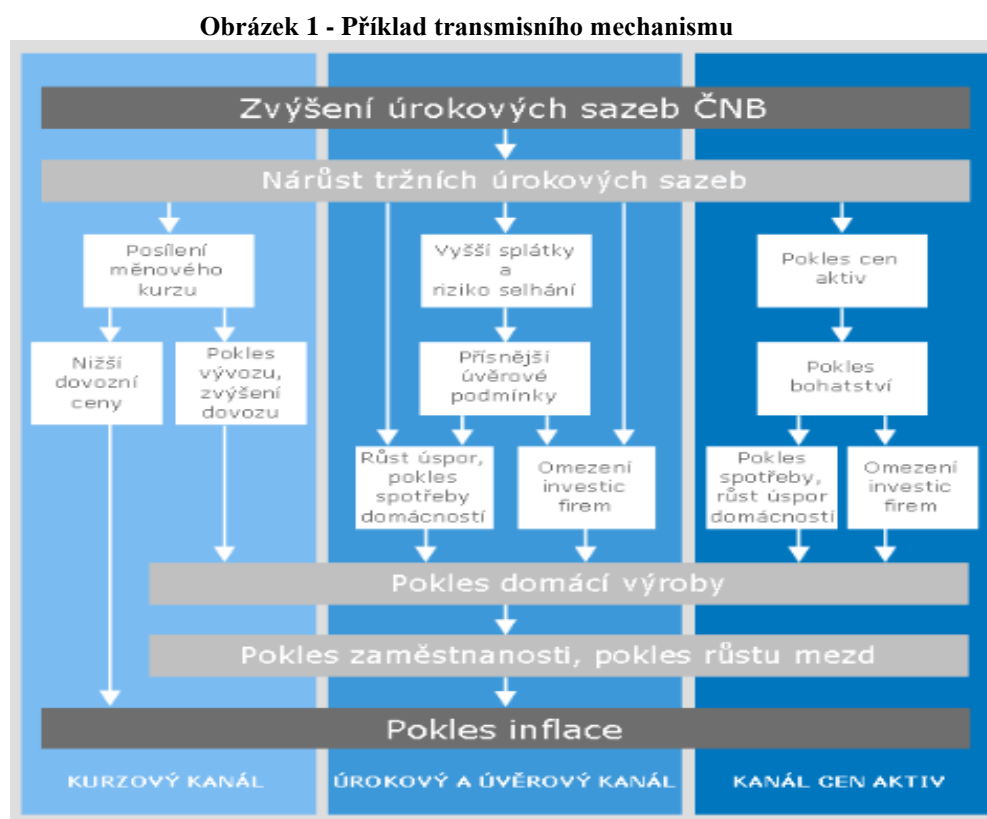 Obrázek 1 - Příklad transmisního mechanismu
Zvýšení úrokových sazeb ČNB
Nárůst tržních úrokových sazeb
Posílení
měnového
kurzu
Vyšší splátky
a
riziko selhání
Pokles cen
aktiv
Nižší
dovozní
ceny
Pokles
vývozu,
zvýšení
dovozu
Přísnější
úvěrové
podmínky
Pokles
bohatství
Růst úspor,
pokles
spotřeby
domácností
Omezení
investic
firem
Pokles
spotřeby,
růst úspor
domácností
Omezení
investic
firem
Pokles domácí výroby
Pokles zaměstnanosti, pokles růstu mezd
Pokles inflace
KURZOVÝ KANÁL
ÚROKOVÝ A ÚVĚROVÝ KANÁL
KANÁL CEN AKTIV